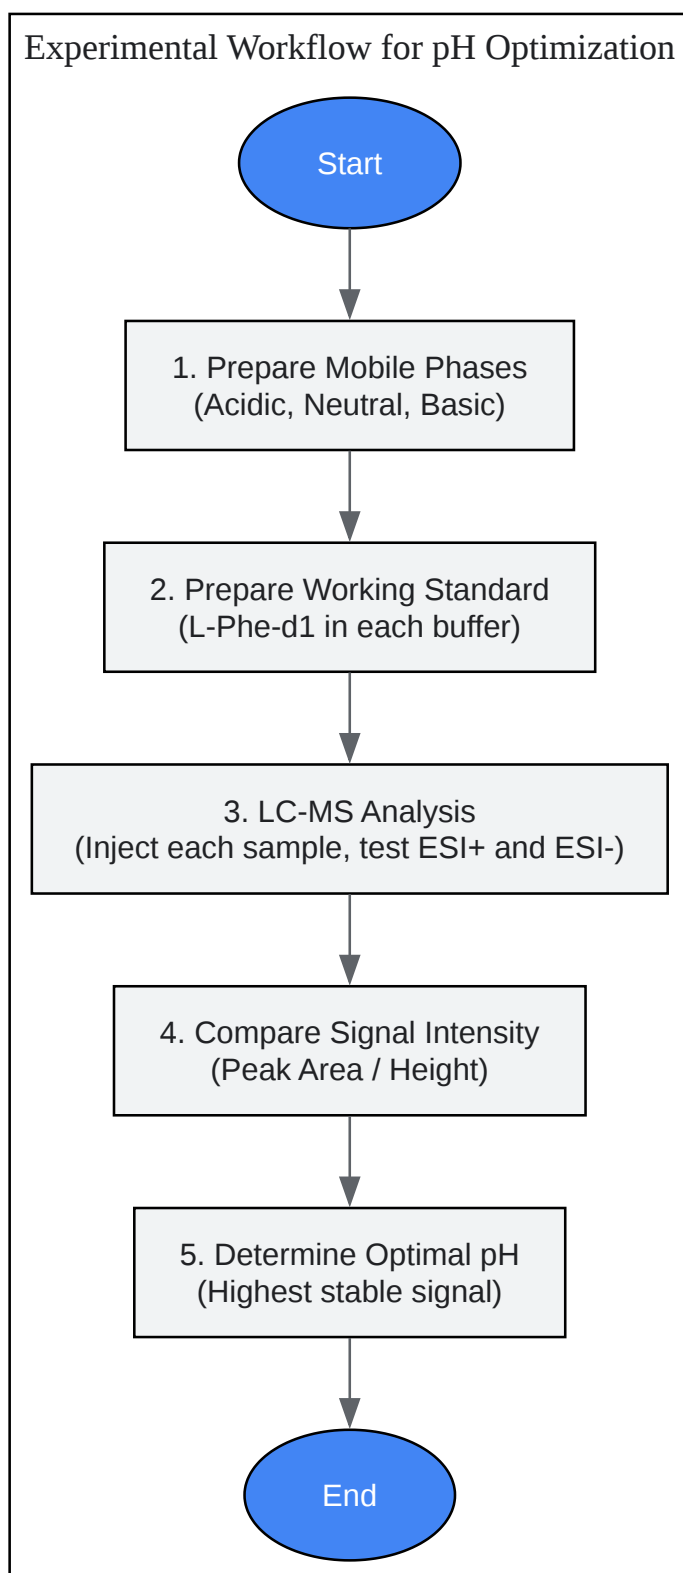 Experimental Workflow for pH Optimization
Start
1. Prepare Mobile Phases
(Acidic, Neutral, Basic)
2. Prepare Working Standard
(L-Phe-d1 in each buffer)
3. LC-MS Analysis
(Inject each sample, test ESI+ and ESI-)
4. Compare Signal Intensity
(Peak Area / Height)
5. Determine Optimal pH
(Highest stable signal)
End